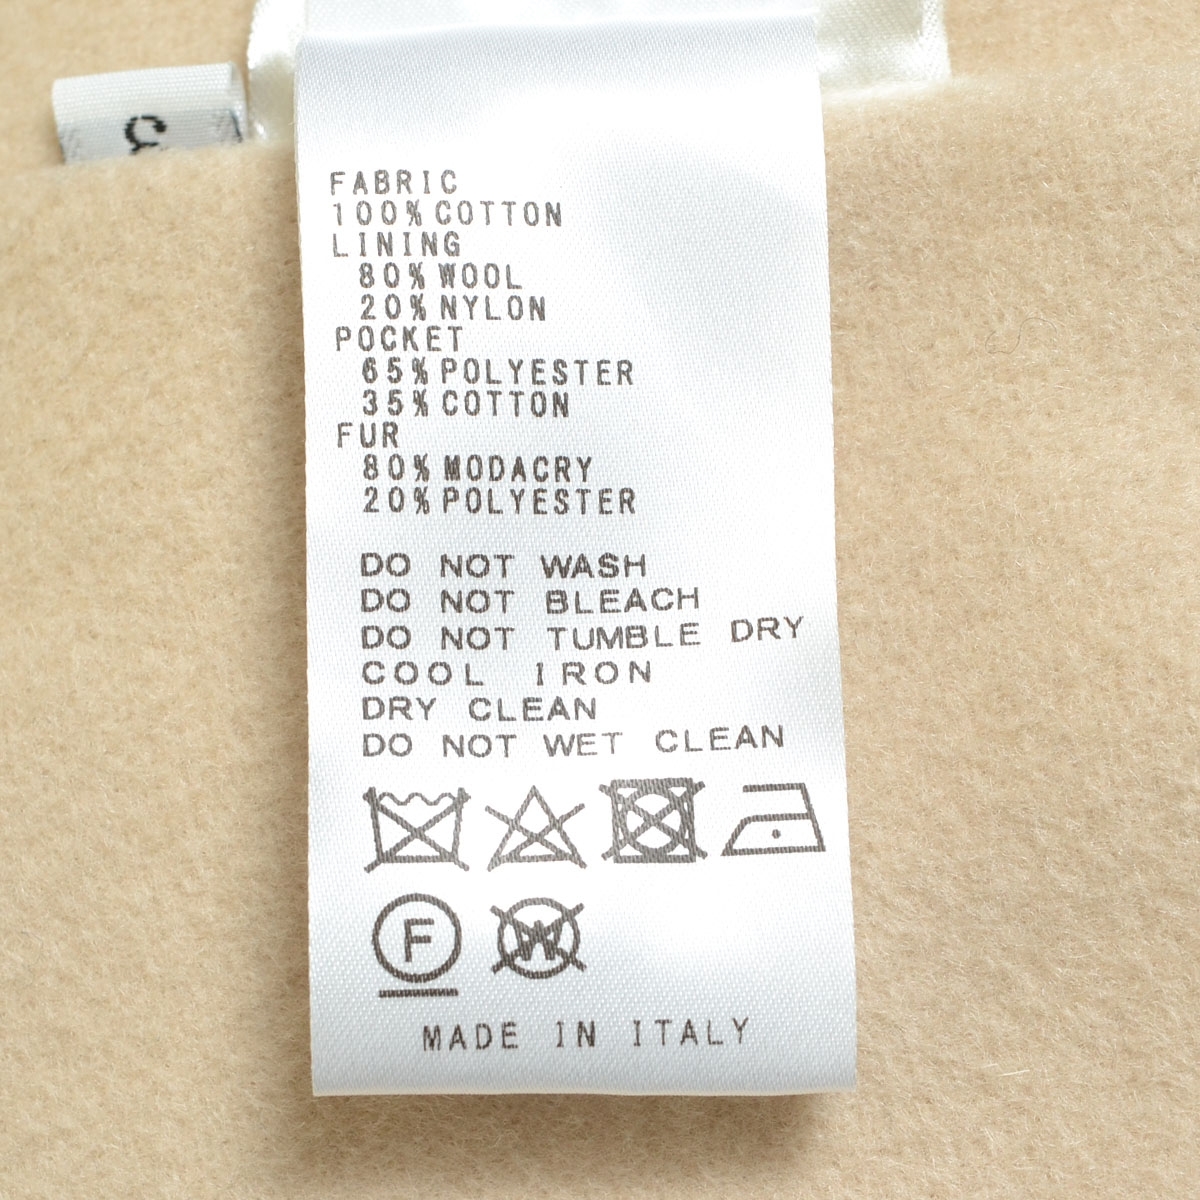 FABRIC
100%COTTON
LINING
80%WOOL
20%NYLON
POCKET
65%POLYESTER
35%COTTON
FUR
80%MODACRY
20%POLYESTER
DO NOT WASH
DO NOT BLEACH
DO NOT TUMBLE DRY
COOL IRON
DRY CLEAN
DO NOT WET CLEAN
F W
MADE IN ITALY